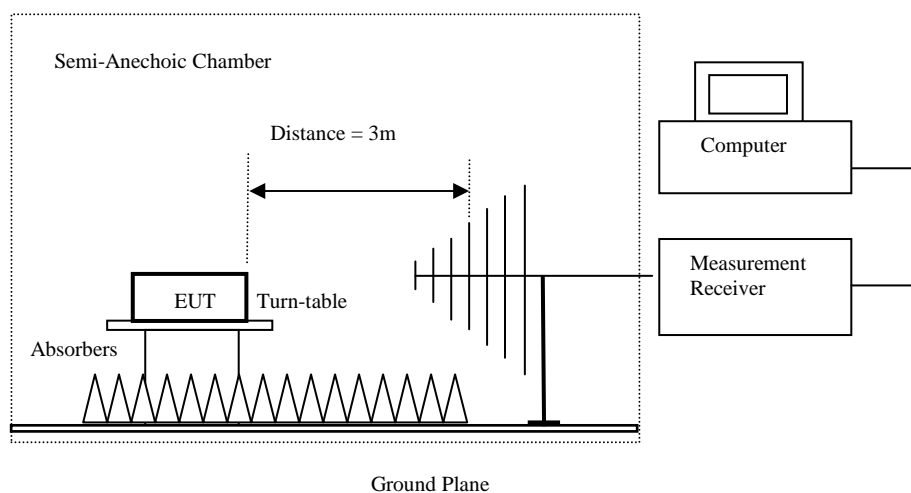 Semi-Anechoic Chamber
Distance = 3m
Computer
Measurement
Receiver
EUT
Turn-table
Absorbers
Ground Plane